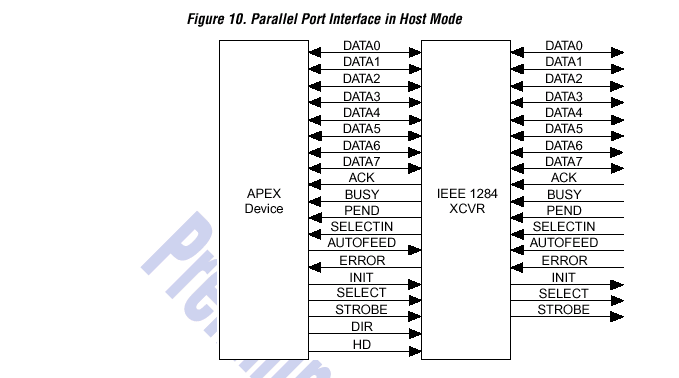 Figure 10. Parallel Port Interface in Host Mode
DATA0 DATA0
DATA1 DATA1
DATA2 DATA2
DATA3 DATA3
DATA4 DATA4
DATA5 DATA5
DATA6 DATA6
DATA7 DATA7
ACK ACK
APEX BUSY IEEE 1284 BUSY
Device PEND XCVR PEND
SELECTIN SELECTIN
AUTOFEED AUTOFEED
ERROR ERROR
INIT INIT
SELECT SELECT
STROBE STROBE
DIR
HD